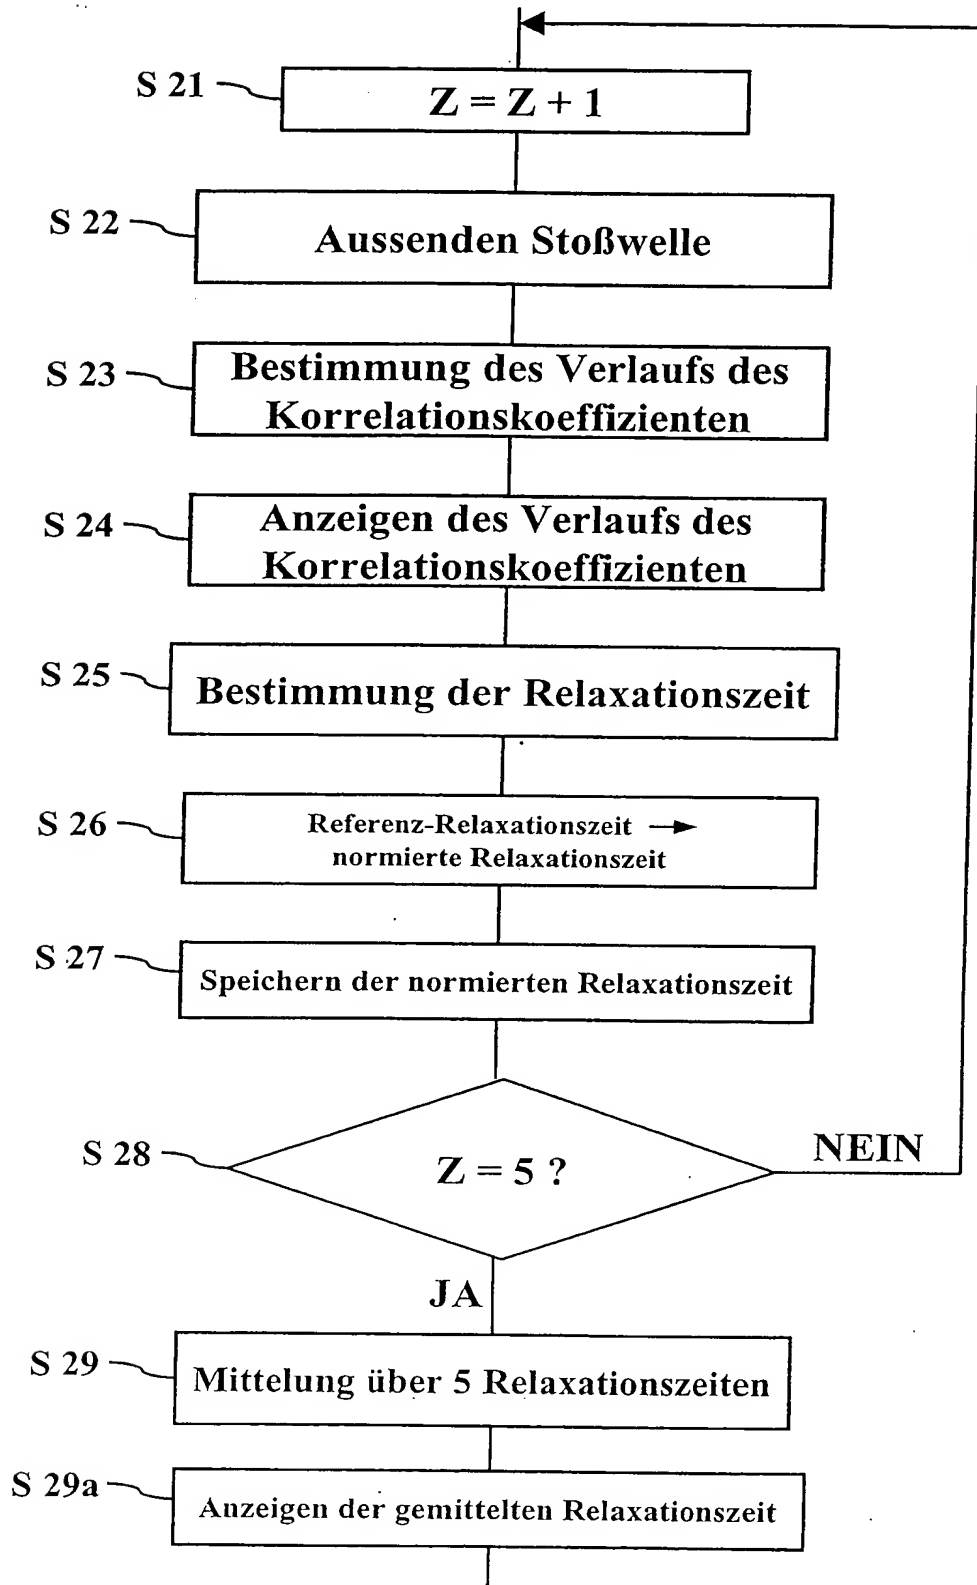 S 21
Z = Z + 1
S 22
Aussenden Stoßwelle
S 23
Bestimmung des Verlaufs des
Korrelationskoeffizienten
S 24
Anzeigen des Verlaufs des
Korrelationskoeffizienten
S 25
Bestimmung der Relaxationszeit
S 26
Referenz-Relaxationszeit →
normierte Relaxationszeit
S 27
Speichern der normierten Relaxationszeit
S 28
Z = 5 ?
NEIN
JA
S 29
Mittelung über 5 Relaxationszeiten
S 29a
Anzeigen der gemittelten Relaxationszeit